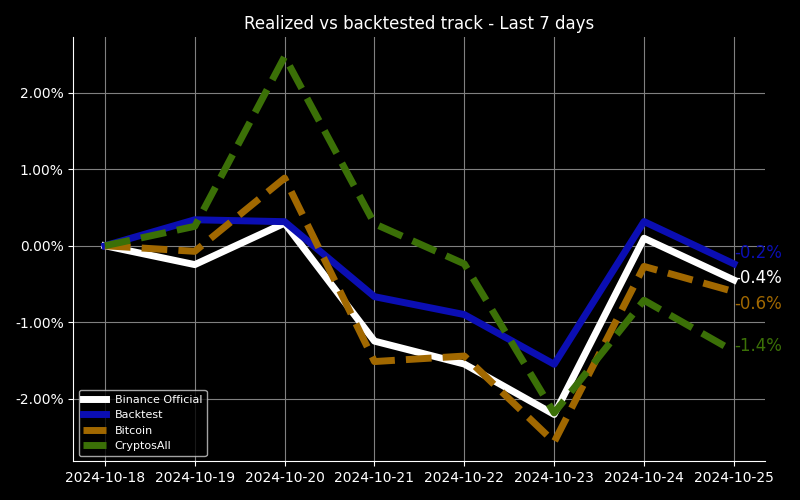 Realized vs backtested track - Last 7 days
2.00%
1.00%
0.00%
-1.00%
-2.00%
-0.2%
-0.4%
-0.6%
-1.4%
Binance Official
Backtest
Bitcoin
CryptosAll
2024-10-18 2024-10-19 2024-10-20 2024-10-21 2024-10-22 2024-10-23 2024-10-24 2024-10-25